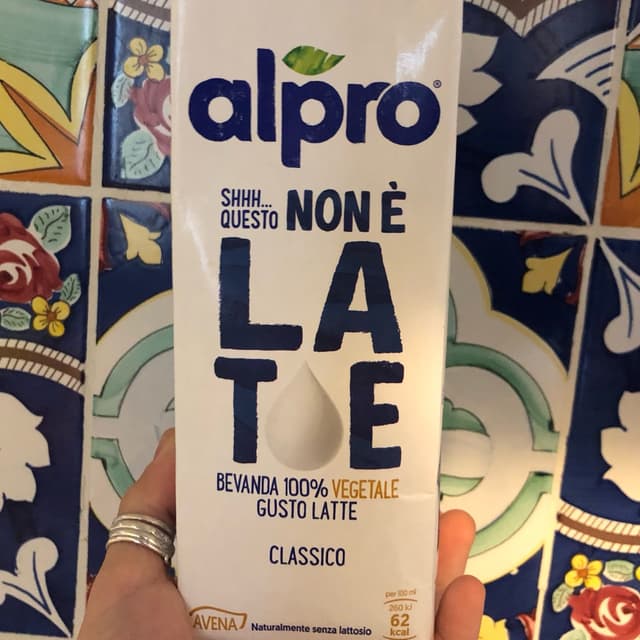 alpro®
SHHH... NON È
QUESTO
LA
T E
BEVANDA 100% VEGETALE
GUSTO LATTE
CLASSICO
AVENA
Naturalmente senza lattosio
per 100 ml
260 kJ
62
kcal